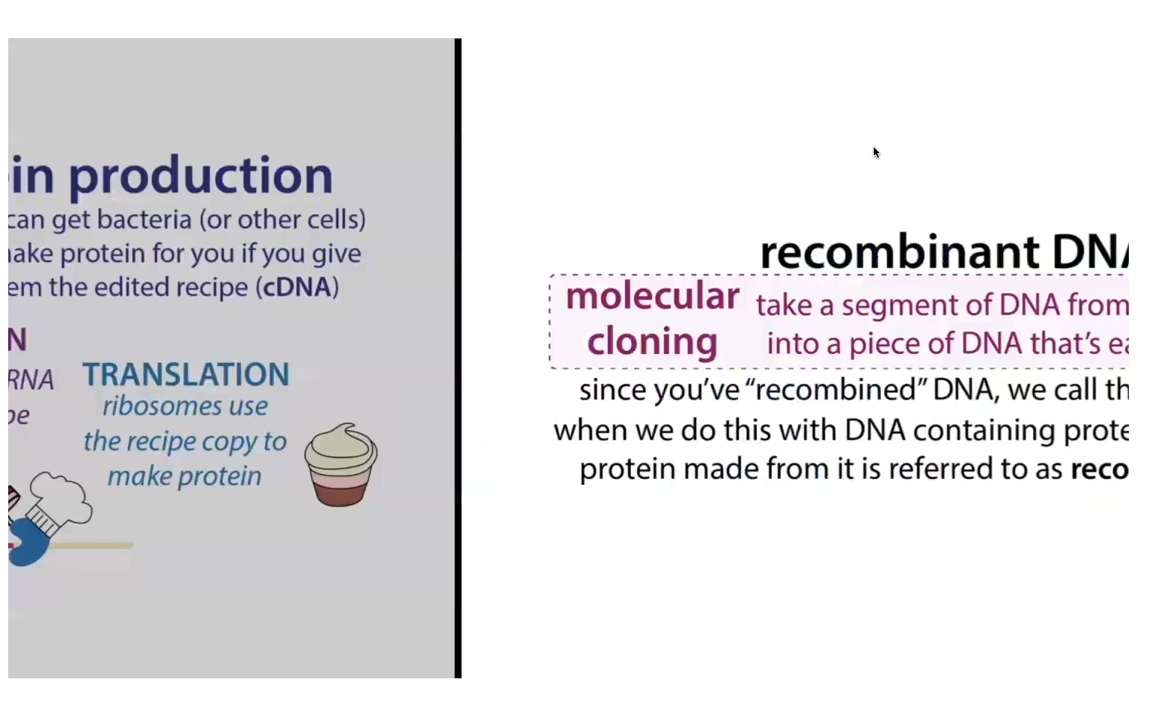 in production
can get bacteria (or other cells)
ake protein for you if you give
em the edited recipe (cDNA)
N
RNA
pe
TRANSLATION
ribosomes use
the recipe copy to
make protein
recombinant DNA
molecular
cloning
take a segment of DNA from
into a piece of DNA that’s ea
since you’ve “recombined” DNA, we call th
when we do this with DNA containing prote
protein made from it is referred to as reco